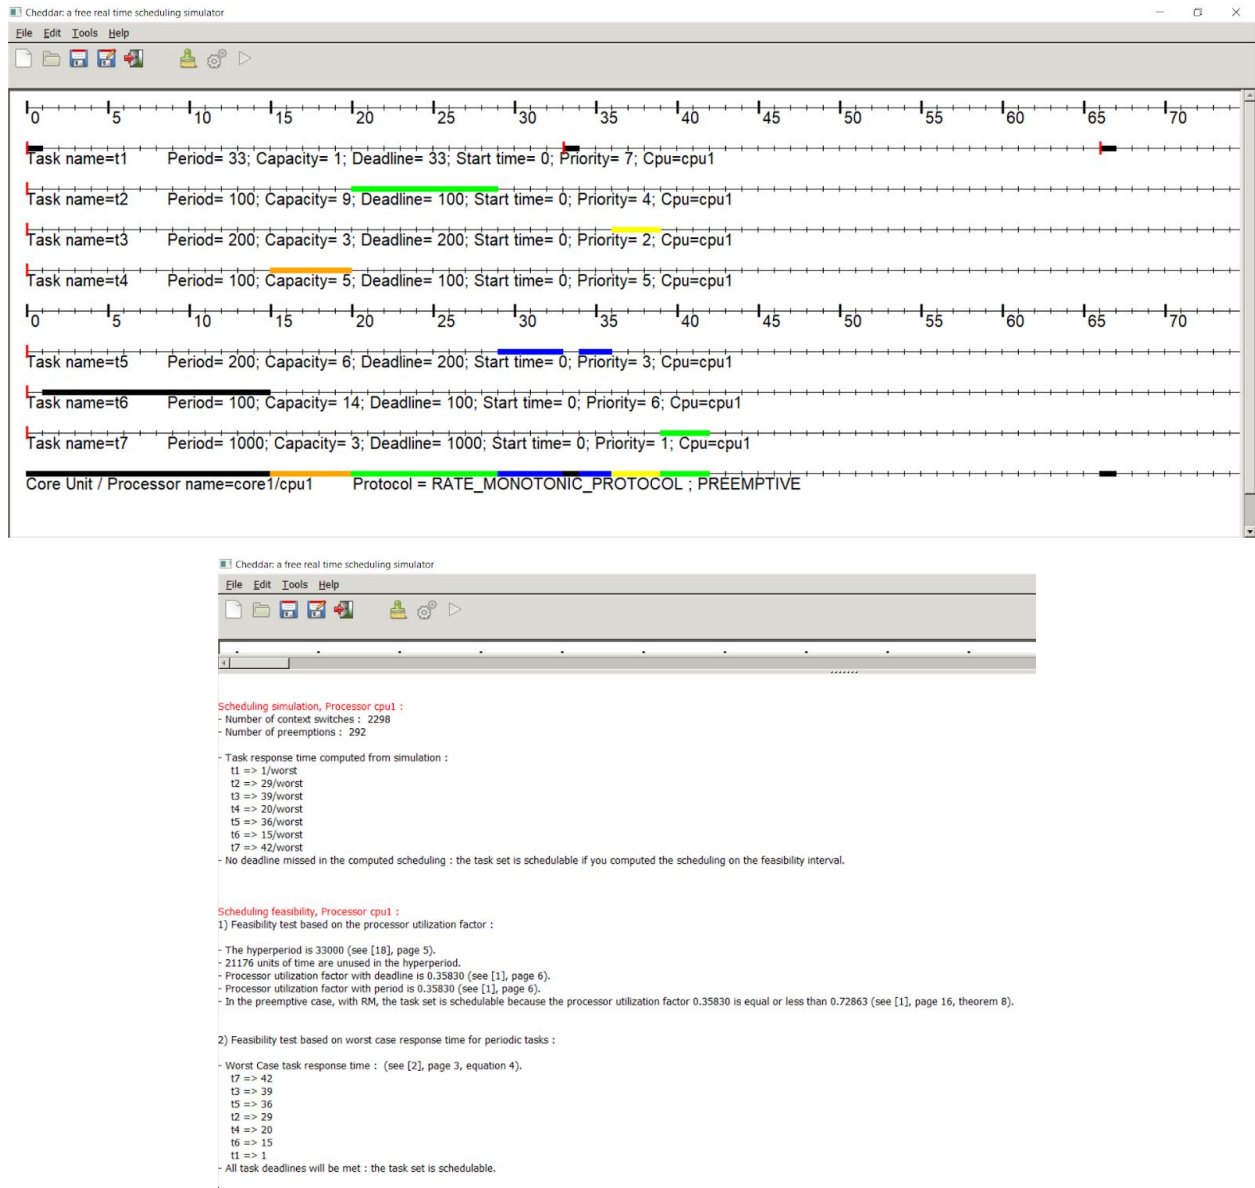 Cheddar: a free real time scheduling simulator
File Edit Tools Help
0 5 10 15 20 25 30 35 40 45 50 55 60 65 70
Task name=t1 Period= 33; Capacity= 1; Deadline= 33; Start time= 0; Priority= 7; Cpu=cpu1
Task name=t2 Period= 100; Capacity= 9; Deadline= 100; Start time= 0; Priority= 4; Cpu=cpu1
Task name=t3 Period= 200; Capacity= 3; Deadline= 200; Start time= 0; Priority= 2; Cpu=cpu1
Task name=t4 Period= 100; Capacity= 5; Deadline= 100; Start time= 0; Priority= 5; Cpu=cpu1
0 5 10 15 20 25 30 35 40 45 50 55 60 65 70
Task name=t5 Period= 200; Capacity= 6; Deadline= 200; Start time= 0; Priority= 3; Cpu=cpu1
Task name=t6 Period= 100; Capacity= 14; Deadline= 100; Start time= 0; Priority= 6; Cpu=cpu1
Task name=t7 Period= 1000; Capacity= 3; Deadline= 1000; Start time= 0; Priority= 1; Cpu=cpu1
Core Unit / Processor name=core1/cpu1 Protocol = RATE_MONOTONIC_PROTOCOL ; PREEMPTIVE
Cheddar: a free real time scheduling simulator
File Edit Tools Help
Scheduling simulation, Processor cpu1 :
- Number of context switches : 2298
- Number of preemptions : 292
- Task response time computed from simulation :
t1 => 1/worst
t2 => 29/worst
t3 => 39/worst
t4 => 20/worst
t5 => 36/worst
t6 => 15/worst
t7 => 42/worst
- No deadline missed in the computed scheduling : the task set is schedulable if you computed the scheduling on the feasibility interval.
Scheduling feasibility, Processor cpu1 :
1) Feasibility test based on the processor utilization factor :
- The hyperperiod is 33000 (see [18], page 5).
- 21176 units of time are unused in the hyperperiod.
- Processor utilization factor with deadline is 0.35830 (see [1], page 6).
- Processor utilization factor with period is 0.35830 (see [1], page 6).
- In the preemptive case, with RM, the task set is schedulable because the processor utilization factor 0.35830 is equal or less than 0.72863 (see [1], page 16, theorem 8).
2) Feasibility test based on worst case response time for periodic tasks :
- Worst Case task response time : (see [2], page 3, equation 4).
t7 => 42
t3 => 39
t5 => 36
t2 => 29
t4 => 20
t6 => 15
t1 => 1
- All task deadlines will be met : the task set is schedulable.